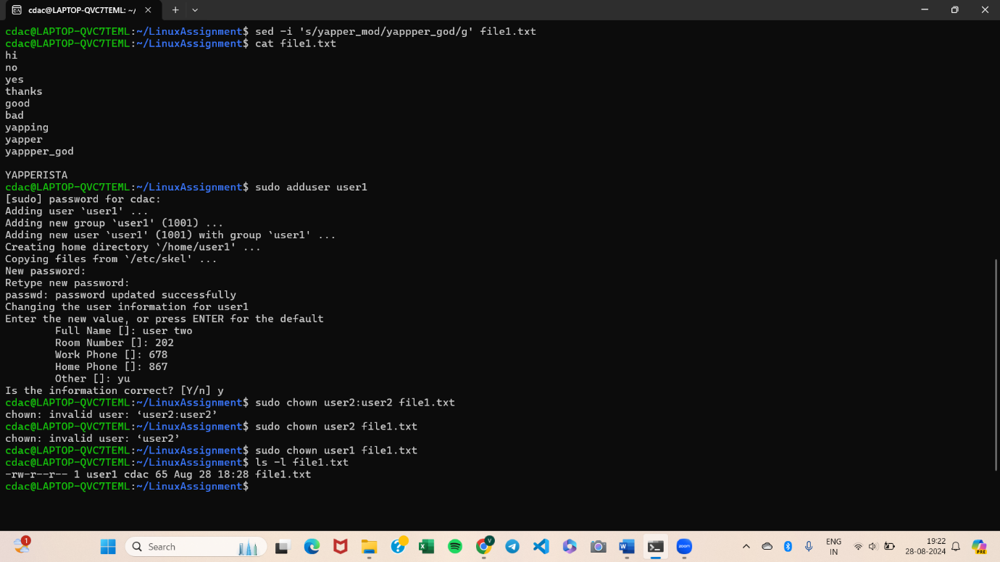 cdac@LAPTOP-QVC7TEML: ~/
cdac@LAPTOP-QVC7TEML:~/LinuxAssignment$ sed -i 's/yapper_mod/yappper_god/g' file1.txt
cdac@LAPTOP-QVC7TEML:~/LinuxAssignment$ cat file1.txt
hi
no
yes
thanks
good
bad
yapping
yapper
yappper_god
YAPPERISTA
cdac@LAPTOP-QVC7TEML:~/LinuxAssignment$ sudo adduser user1
[sudo] password for cdac:
Adding user `user1' ...
Adding new group `user1' (1001) ...
Adding new user `user1' (1001) with group `user1' ...
Creating home directory `/home/user1' ...
Copying files from `/etc/skel' ...
New password:
Retype new password:
passwd: password updated successfully
Changing the user information for user1
Enter the new value, or press ENTER for the default
Full Name []: user two
Room Number []: 202
Work Phone []: 678
Home Phone []: 867
Other []: yu
Is the information correct? [Y/n] y
cdac@LAPTOP-QVC7TEML:~/LinuxAssignment$ sudo chown user2:user2 file1.txt
chown: invalid user: ‘user2:user2’
cdac@LAPTOP-QVC7TEML:~/LinuxAssignment$ sudo chown user2 file1.txt
chown: invalid user: ‘user2’
cdac@LAPTOP-QVC7TEML:~/LinuxAssignment$ sudo chown user1 file1.txt
cdac@LAPTOP-QVC7TEML:~/LinuxAssignment$ ls -l file1.txt
-rw-r--r-- 1 user1 cdac 65 Aug 28 18:28 file1.txt
cdac@LAPTOP-QVC7TEML:~/LinuxAssignment$
1
Search
V
zoom
ENG
IN
19:22
28-08-2024
PRE